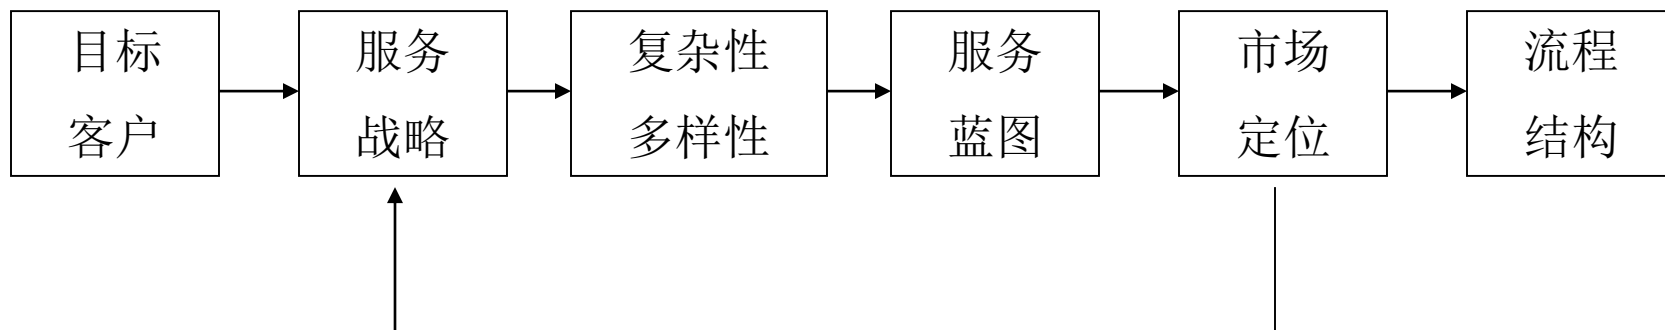 目标
客户
服务
战略
复杂性
多样性
服务
蓝图
市场
定位
流程
结构